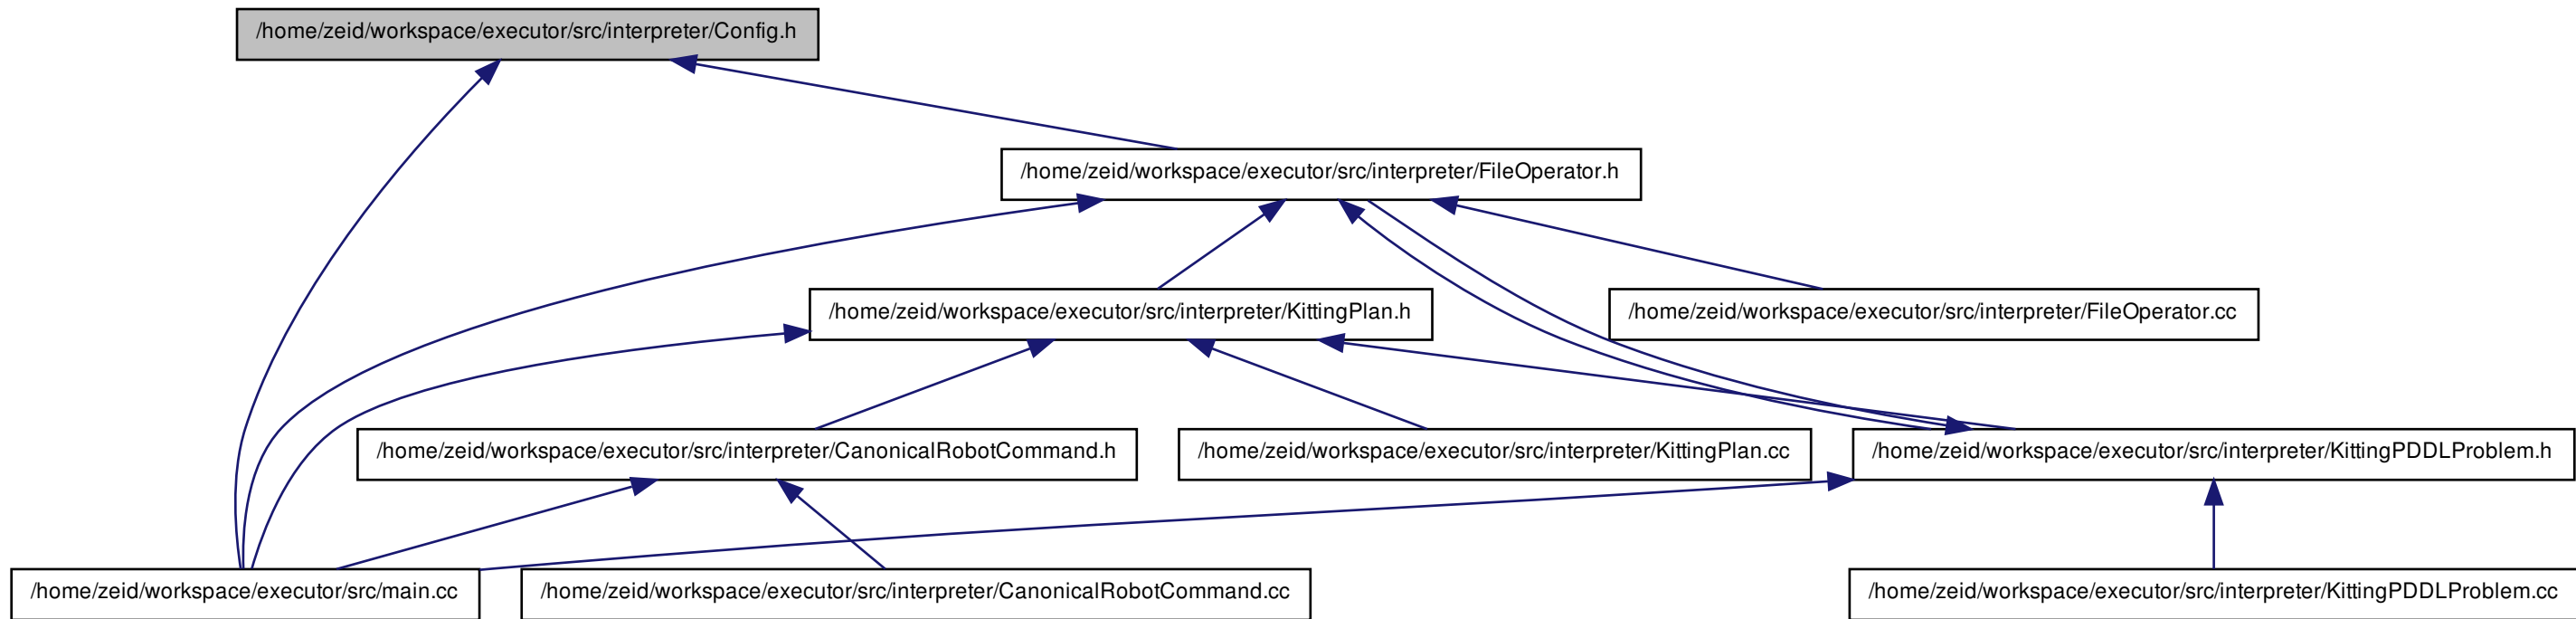 /home/zeid/workspace/executor/src/interpreter/Config.h
/home/zeid/workspace/executor/src/interpreter/FileOperator.h
/home/zeid/workspace/executor/src/interpreter/KittingPlan.h
/home/zeid/workspace/executor/src/interpreter/FileOperator.cc
/home/zeid/workspace/executor/src/interpreter/CanonicalRobotCommand.h
/home/zeid/workspace/executor/src/interpreter/KittingPlan.cc
/home/zeid/workspace/executor/src/interpreter/KittingPDDLProblem.h
/home/zeid/workspace/executor/src/main.cc
/home/zeid/workspace/executor/src/interpreter/CanonicalRobotCommand.cc
/home/zeid/workspace/executor/src/interpreter/KittingPDDLProblem.cc